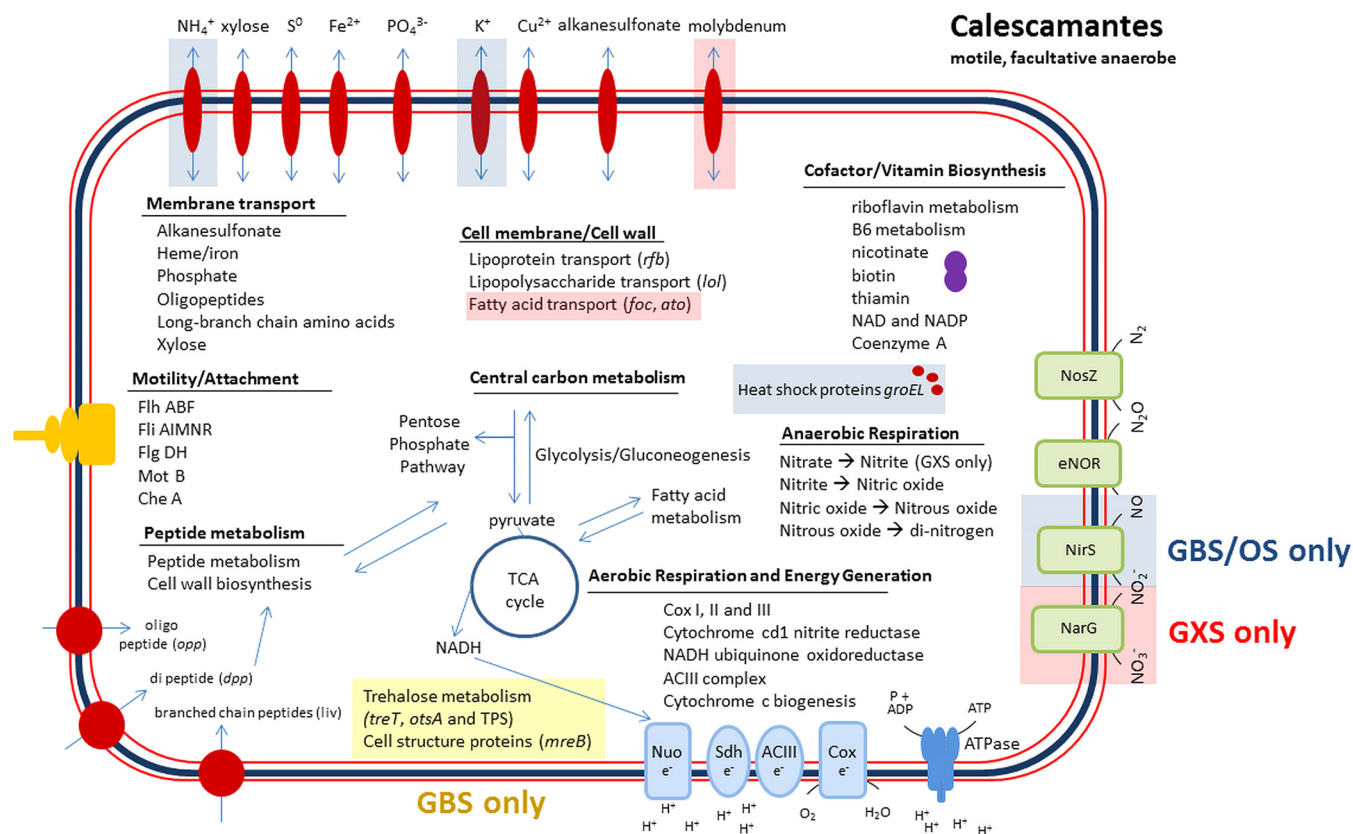 NH₄⁺ xylose S⁰ Fe²⁺ PO₄³⁻ K⁺ Cu²⁺ alkanesulfonate molybdenum
Calescamantes
motile, facultative anaerobe
Membrane transport
Alkanesulfonate
Heme/iron
Phosphate
Oligopeptides
Long-branch chain amino acids
Xylose
Cell membrane/Cell wall
Lipoprotein transport (rfb)
Lipopolysaccharide transport (lol)
Fatty acid transport (foc, ato)
Cofactor/Vitamin Biosynthesis
riboflavin metabolism
B6 metabolism
nicotinate
biotin
thiamin
NAD and NADP
Coenzyme A
Heat shock proteins groEL
Motility/Attachment
Flh ABF
Fli AIMNR
Flg DH
Mot B
Che A
Central carbon metabolism
Pentose
Phosphate
Pathway
Glycolysis/Gluconeogenesis
Fatty acid
metabolism
pyruvate
TCA
cycle
NADH
Anaerobic Respiration
Nitrate → Nitrite (GXS only)
Nitrite → Nitric oxide
Nitric oxide → Nitrous oxide
Nitrous oxide → di-nitrogen
N₂
NosZ
N₂O
N₂O
eNOR
NO
NO
NirS
NO₂⁻
NO₂⁻
NarG
NO₃⁻
GBS/OS only
GXS only
Peptide metabolism
Peptide metabolism
Cell wall biosynthesis
oligo
peptide (opp)
di peptide (dpp)
branched chain peptides (liv)
Aerobic Respiration and Energy Generation
Cox I, II and III
Cytochrome cd1 nitrite reductase
NADH ubiquinone oxidoreductase
ACIII complex
Cytochrome c biogenesis
Trehalose metabolism
(treT, otsA and TPS)
Cell structure proteins (mreB)
GBS only
Nuo
e⁻
Sdh
e⁻
ACIII
e⁻
Cox
e⁻
P +
ADP
ATP
ATPase
O₂
H₂O
H⁺
H⁺
H⁺
H⁺
H⁺
H⁺
H⁺
H⁺
H⁺
H⁺